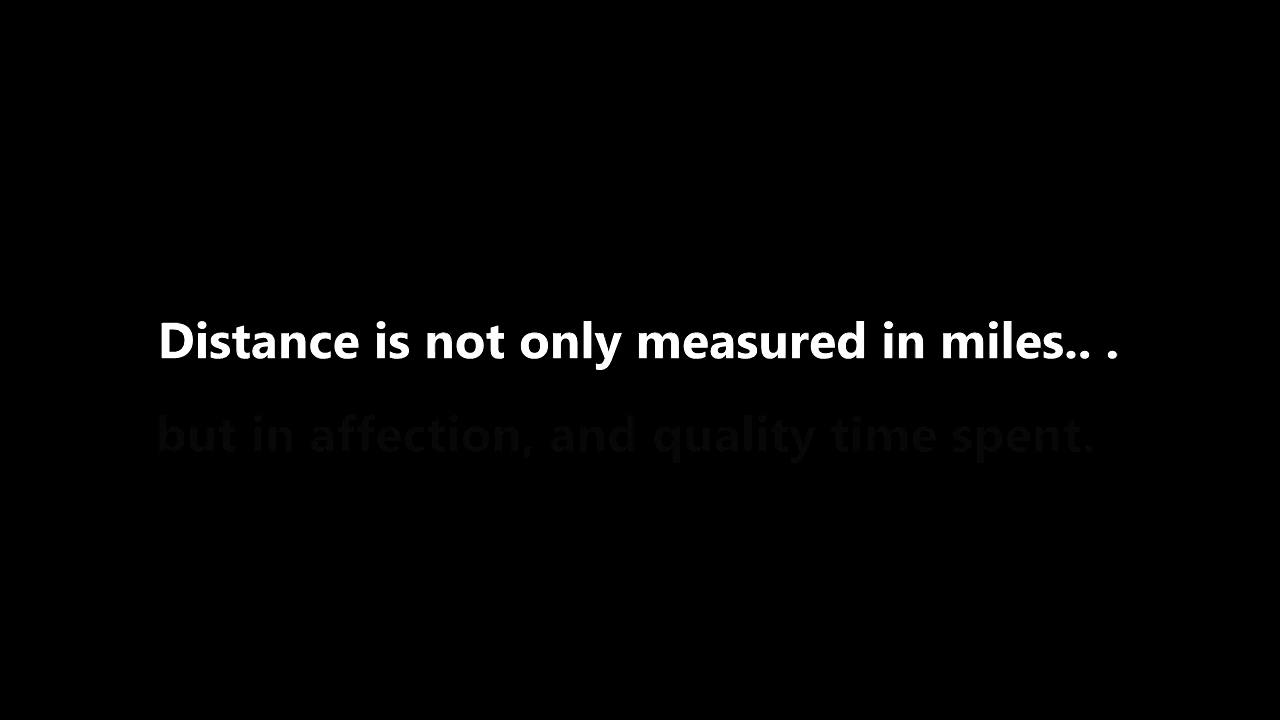 Distance is not only measured in miles.. .
but in affection, and quality time spent.